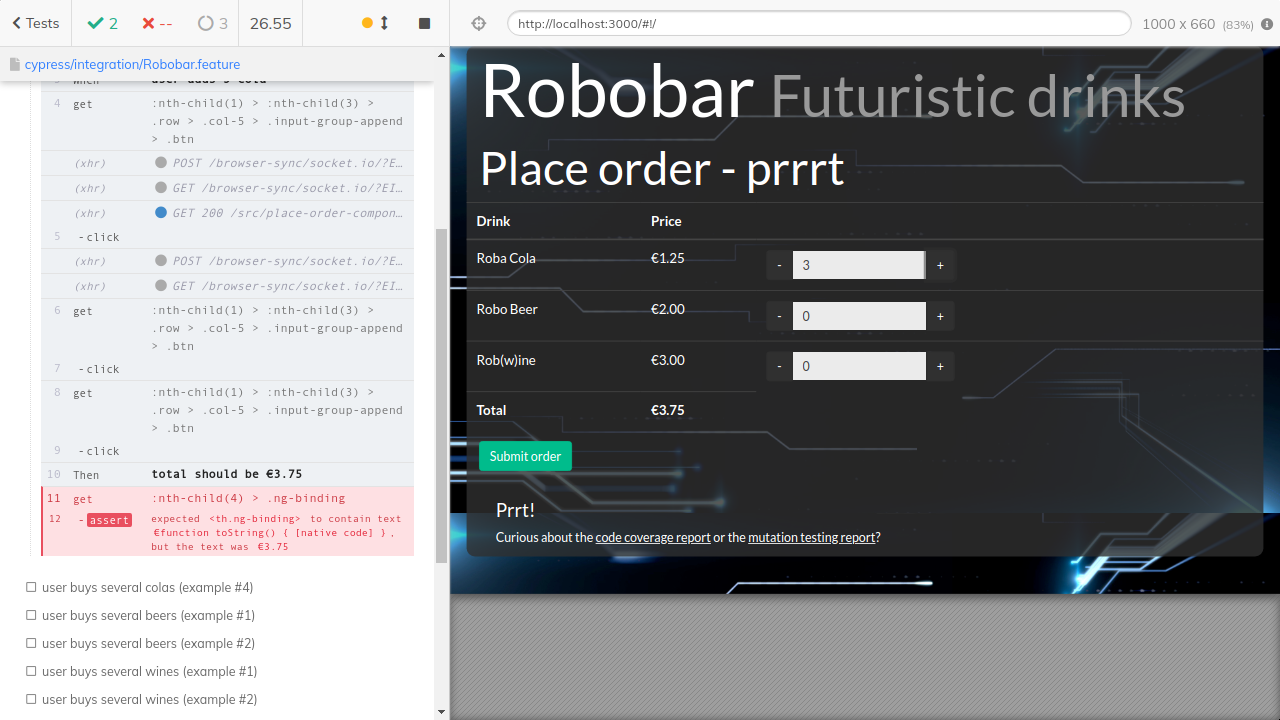 Tests
2
--
3
26.55
http://localhost:3000/#!/
1000 x 660 (83%)
cypress/integration/Robobar.feature
4 get :nth-child(1) > :nth-child(3) >
.row > .col-5 > .input-group-append
> .btn
(xhr) POST /browser-sync/socket.io/?E...
(xhr) GET /browser-sync/socket.io/?EI...
(xhr) GET 200 /src/place-order-compon...
5 -click
(xhr) POST /browser-sync/socket.io/?E...
(xhr) GET /browser-sync/socket.io/?EI...
6 get :nth-child(1) > :nth-child(3) >
.row > .col-5 > .input-group-append
> .btn
7 -click
8 get :nth-child(1) > :nth-child(3) >
.row > .col-5 > .input-group-append
> .btn
9 -click
10 Then total should be €3.75
11 get :nth-child(4) > .ng-binding
12 -assert expected <th.ng-binding> to contain text
€function toString() { [native code] },
but the text was €3.75
user buys several colas (example #4)
user buys several beers (example #1)
user buys several beers (example #2)
user buys several wines (example #1)
user buys several wines (example #2)
Robobar Futuristic drinks
Place order - prrrt
Drink Price
Roba Cola €1.25 - 3 +
Robo Beer €2.00 - 0 +
Rob(w)ine €3.00 - 0 +
Total €3.75
Submit order
Prrt!
Curious about the code coverage report or the mutation testing report?